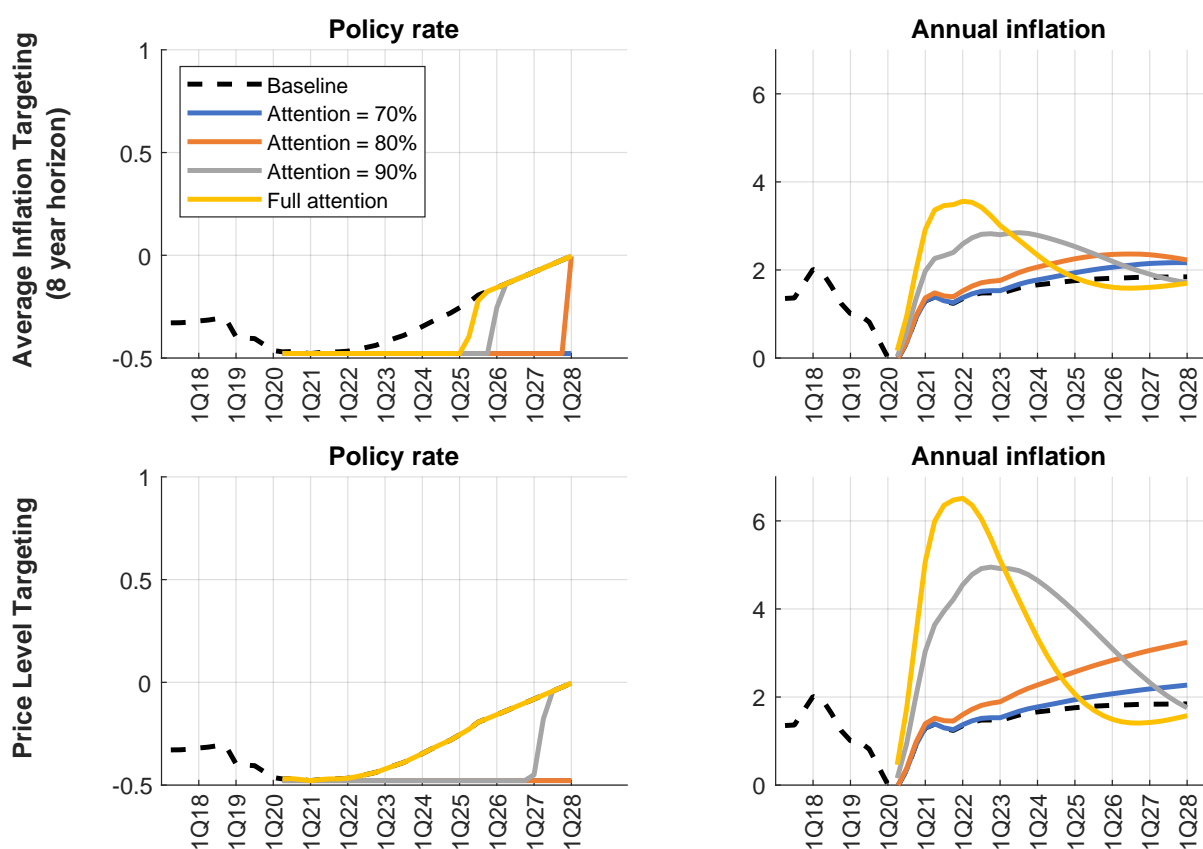 Average Inflation Targeting
(8 year horizon)
Policy rate
1
0.5
0
-0.5
Baseline
Attention = 70%
Attention = 80%
Attention = 90%
Full attention
1Q18
1Q19
1Q20
1Q21
1Q22
1Q23
1Q24
1Q25
1Q26
1Q27
1Q28
Annual inflation
6
4
2
0
1Q18
1Q19
1Q20
1Q21
1Q22
1Q23
1Q24
1Q25
1Q26
1Q27
1Q28
Price Level Targeting
Policy rate
1
0.5
0
-0.5
1Q18
1Q19
1Q20
1Q21
1Q22
1Q23
1Q24
1Q25
1Q26
1Q27
1Q28
Annual inflation
6
4
2
0
1Q18
1Q19
1Q20
1Q21
1Q22
1Q23
1Q24
1Q25
1Q26
1Q27
1Q28